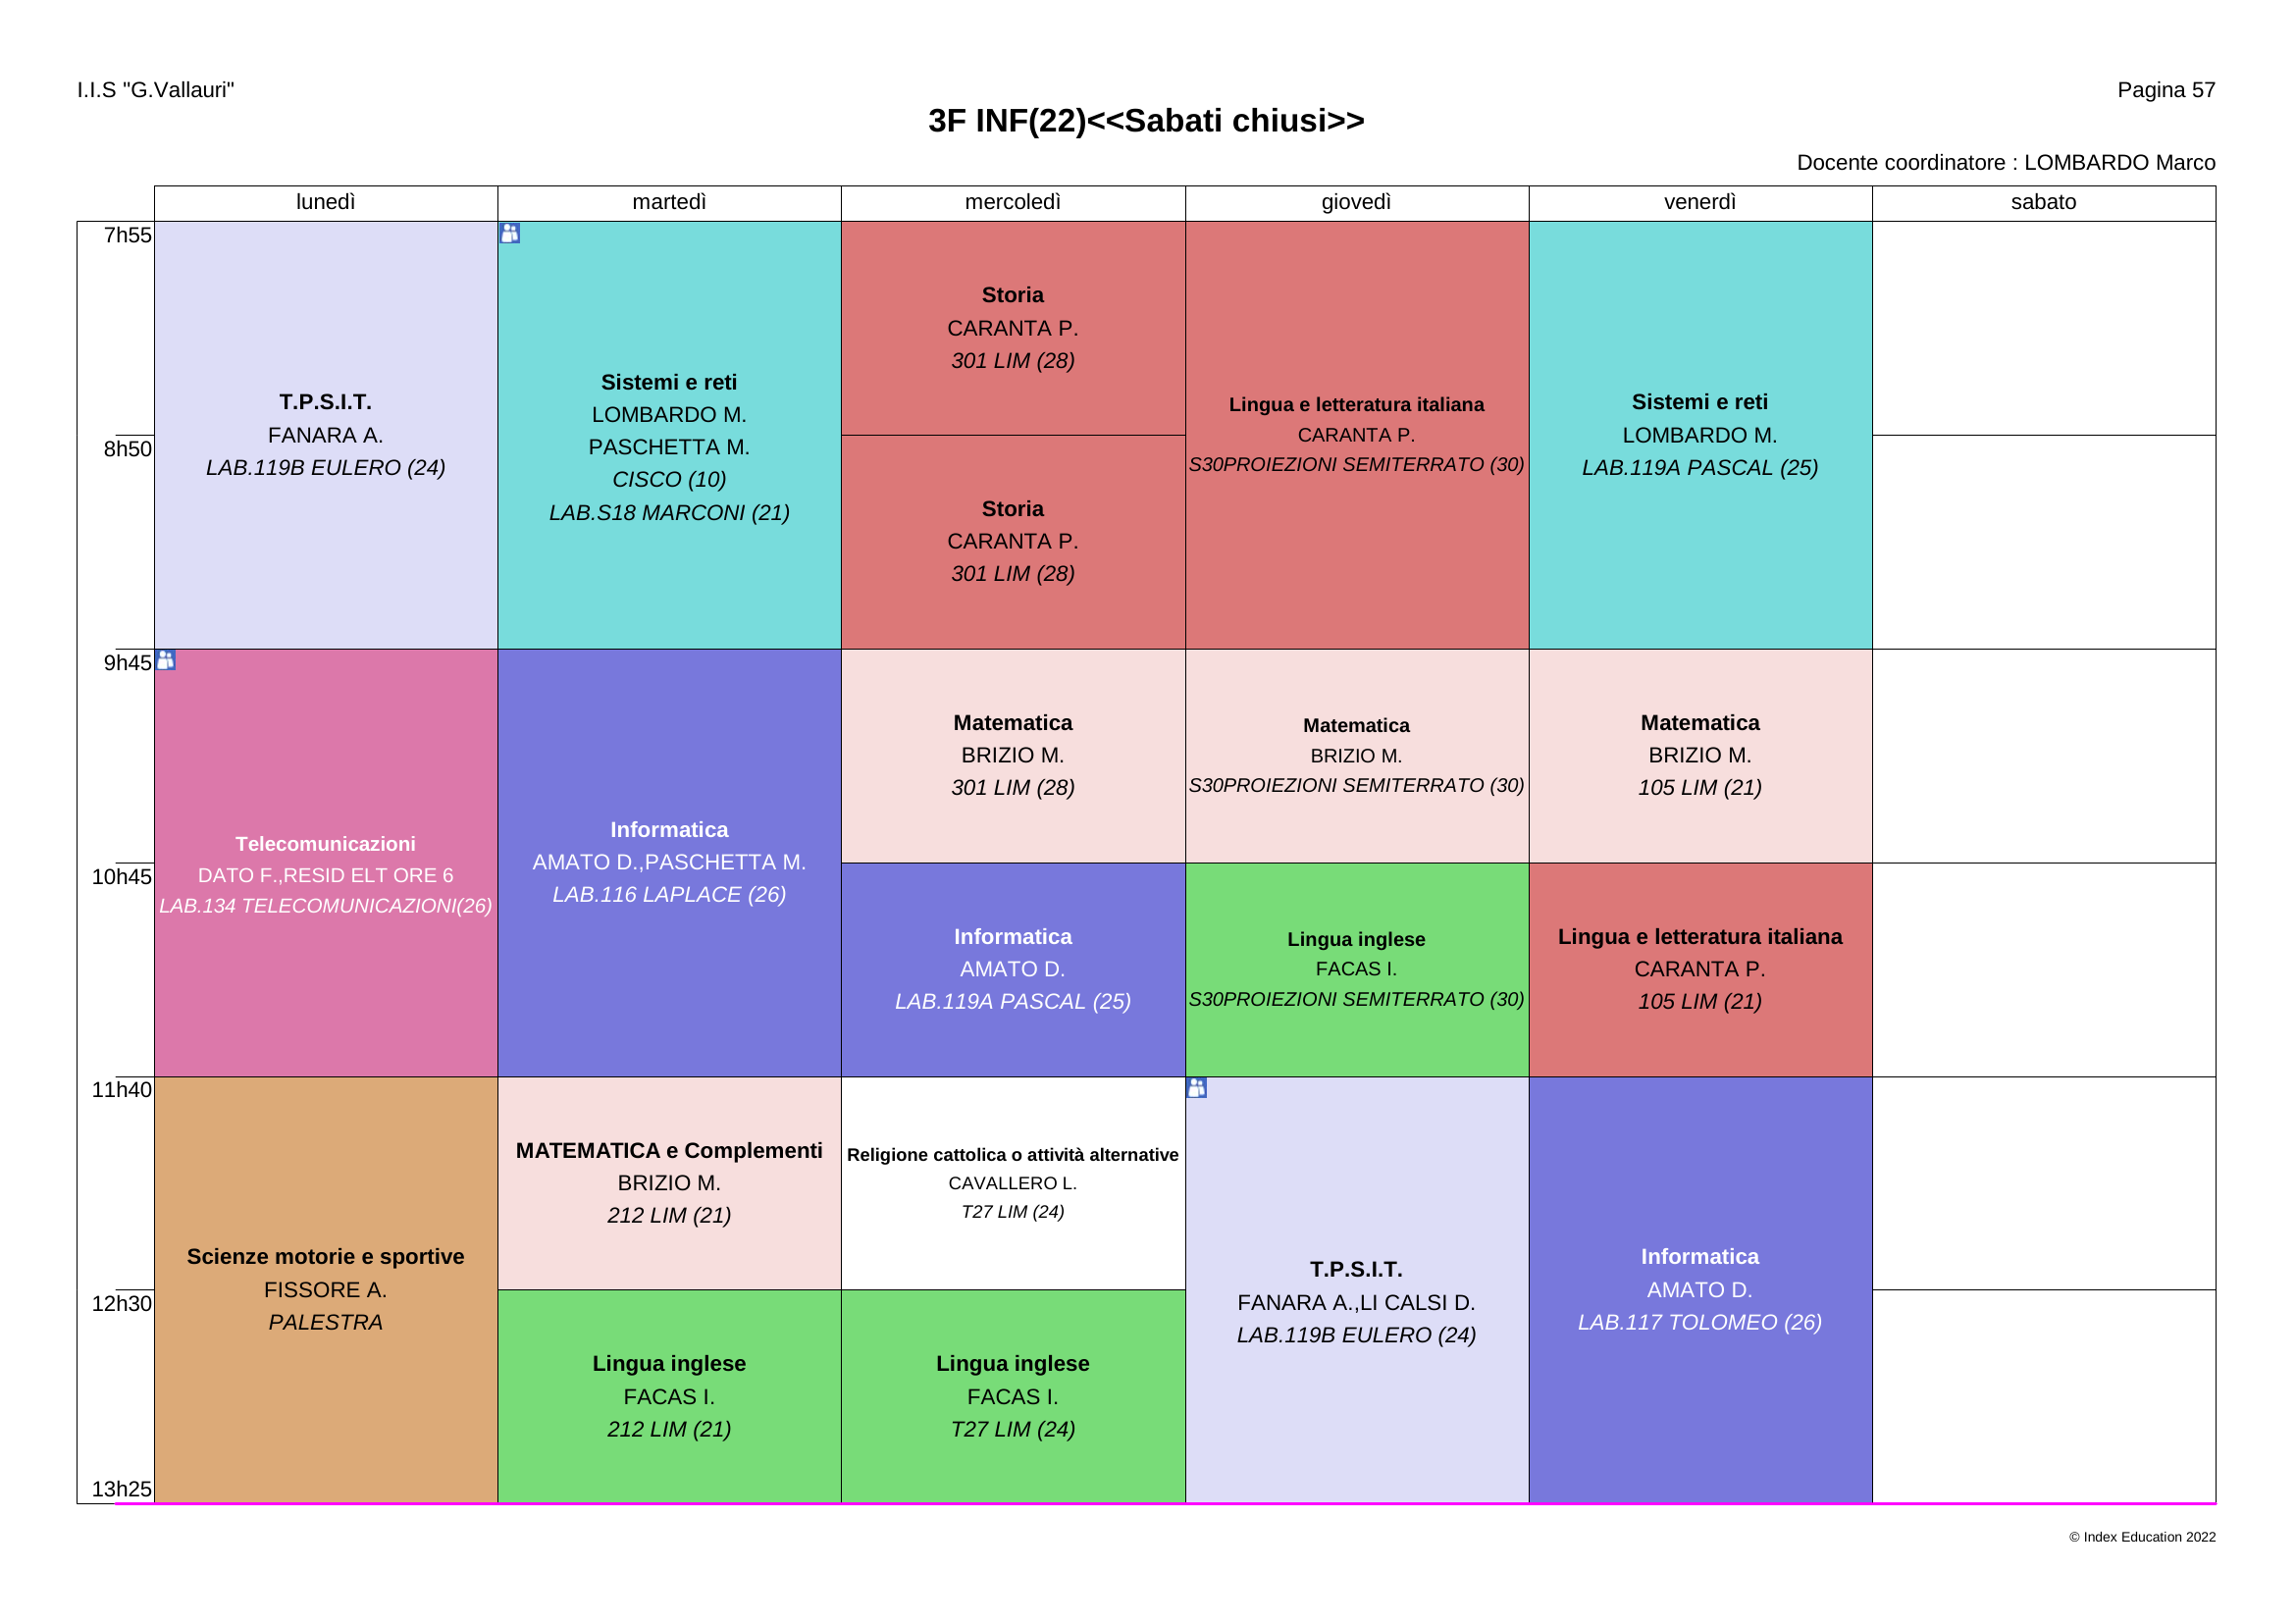 I.I.S "G.Vallauri"
Pagina 57
3F INF(22)<<Sabati chiusi>>
Docente coordinatore : LOMBARDO Marco
lunedì
martedì
mercoledì
giovedì
venerdì
sabato
7h55
8h50
9h45
10h45
11h40
12h30
13h25
T.P.S.I.T.
FANARA A.
LAB.119B EULERO (24)
Telecomunicazioni
DATO F.,RESID ELT ORE 6
LAB.134 TELECOMUNICAZIONI(26)
Scienze motorie e sportive
FISSORE A.
PALESTRA
Sistemi e reti
LOMBARDO M.
PASCHETTA M.
CISCO (10)
LAB.S18 MARCONI (21)
Informatica
AMATO D.,PASCHETTA M.
LAB.116 LAPLACE (26)
MATEMATICA e Complementi
BRIZIO M.
212 LIM (21)
Lingua inglese
FACAS I.
212 LIM (21)
Storia
CARANTA P.
301 LIM (28)
Storia
CARANTA P.
301 LIM (28)
Matematica
BRIZIO M.
301 LIM (28)
Informatica
AMATO D.
LAB.119A PASCAL (25)
Religione cattolica o attività alternative
CAVALLERO L.
T27 LIM (24)
Lingua inglese
FACAS I.
T27 LIM (24)
Lingua e letteratura italiana
CARANTA P.
S30PROIEZIONI SEMITERRATO (30)
Matematica
BRIZIO M.
S30PROIEZIONI SEMITERRATO (30)
Lingua inglese
FACAS I.
S30PROIEZIONI SEMITERRATO (30)
T.P.S.I.T.
FANARA A.,LI CALSI D.
LAB.119B EULERO (24)
Sistemi e reti
LOMBARDO M.
LAB.119A PASCAL (25)
Matematica
BRIZIO M.
105 LIM (21)
Lingua e letteratura italiana
CARANTA P.
105 LIM (21)
Informatica
AMATO D.
LAB.117 TOLOMEO (26)
© Index Education 2022